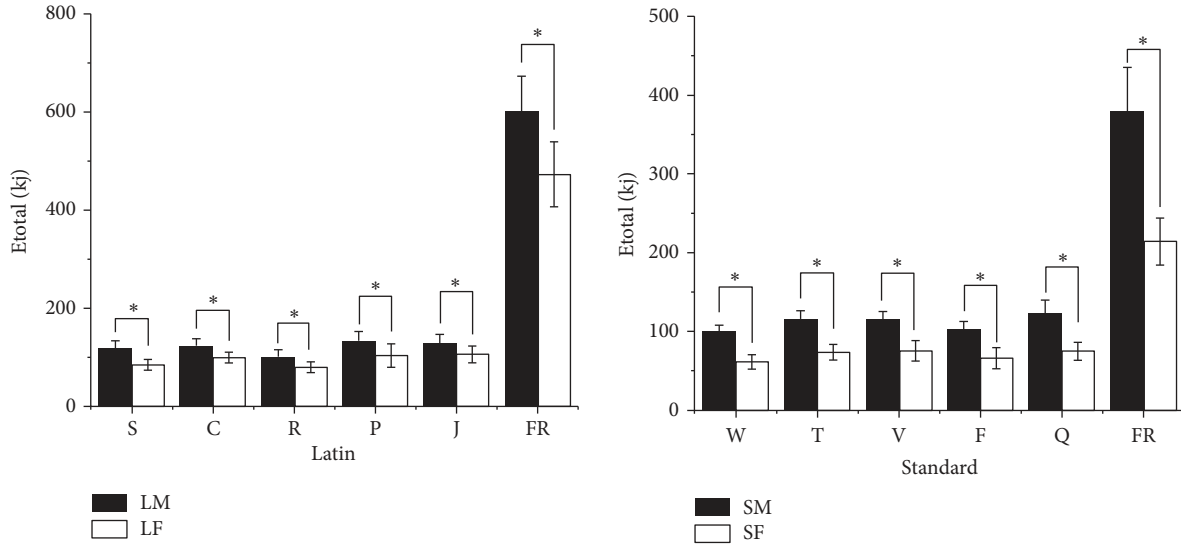 800
600
400
200
0
Etotal (kj)
* * * * * *
S C R P J FR
Latin
LM
LF
500
400
300
200
100
0
Etotal (kj)
* * * * * *
W T V F Q FR
Standard
SM
SF